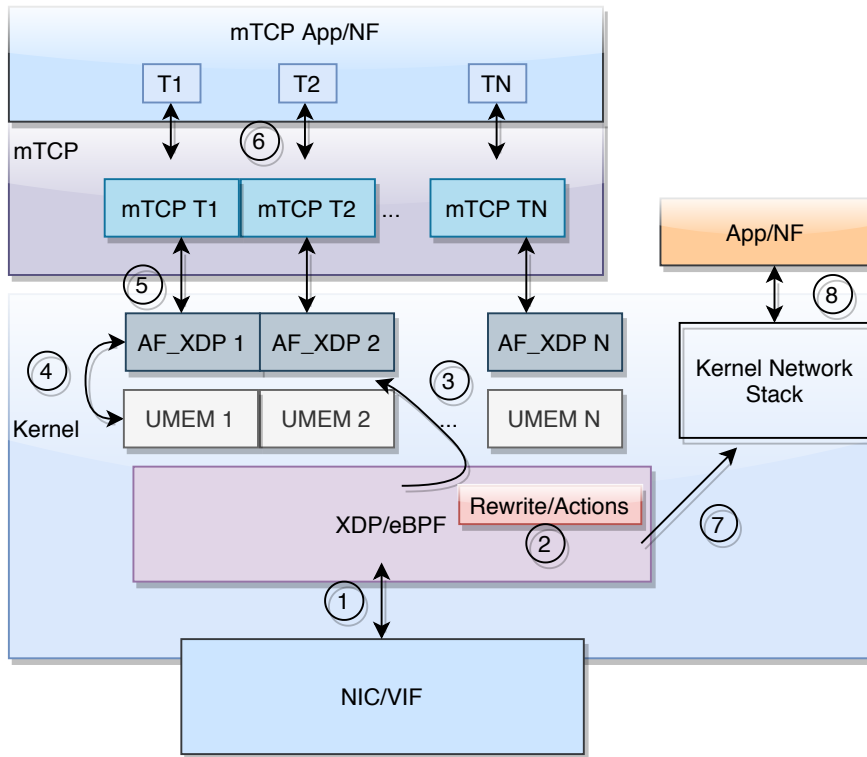 mTCP App/NF
T1
T2
TN
6
mTCP
mTCP T1
mTCP T2
...
mTCP TN
App/NF
5
8
AF_XDP 1
AF_XDP 2
AF_XDP N
4
3
Kernel Network
Stack
UMEM 1
UMEM 2
...
UMEM N
Kernel
Rewrite/Actions
XDP/eBPF
2
7
1
NIC/VIF